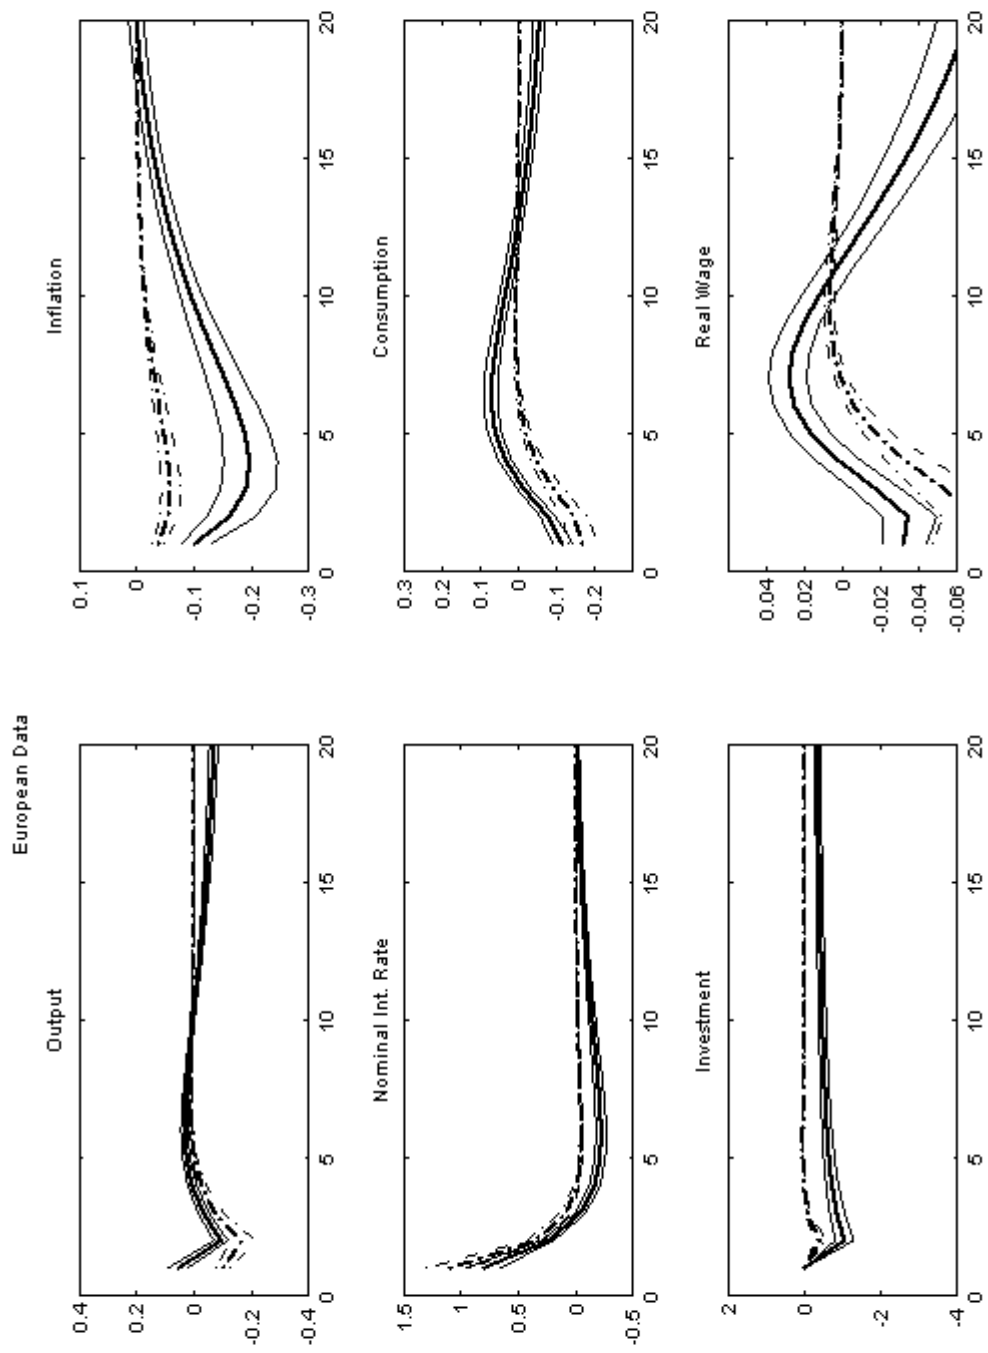 European Data
Output
0.4
0.2
0
-0.2
-0.4
0 5 10 15 20
Inflation
0.1
0
-0.1
-0.2
-0.3
0 5 10 15 20
Nominal Int. Rate
1.5
1
0.5
0
-0.5
0 5 10 15 20
Consumption
0.3
0.2
0.1
0
-0.1
-0.2
0 5 10 15 20
Investment
2
0
-2
-4
0 5 10 15 20
Real Wage
0.04
0.02
0
-0.02
-0.04
-0.06
0 5 10 15 20